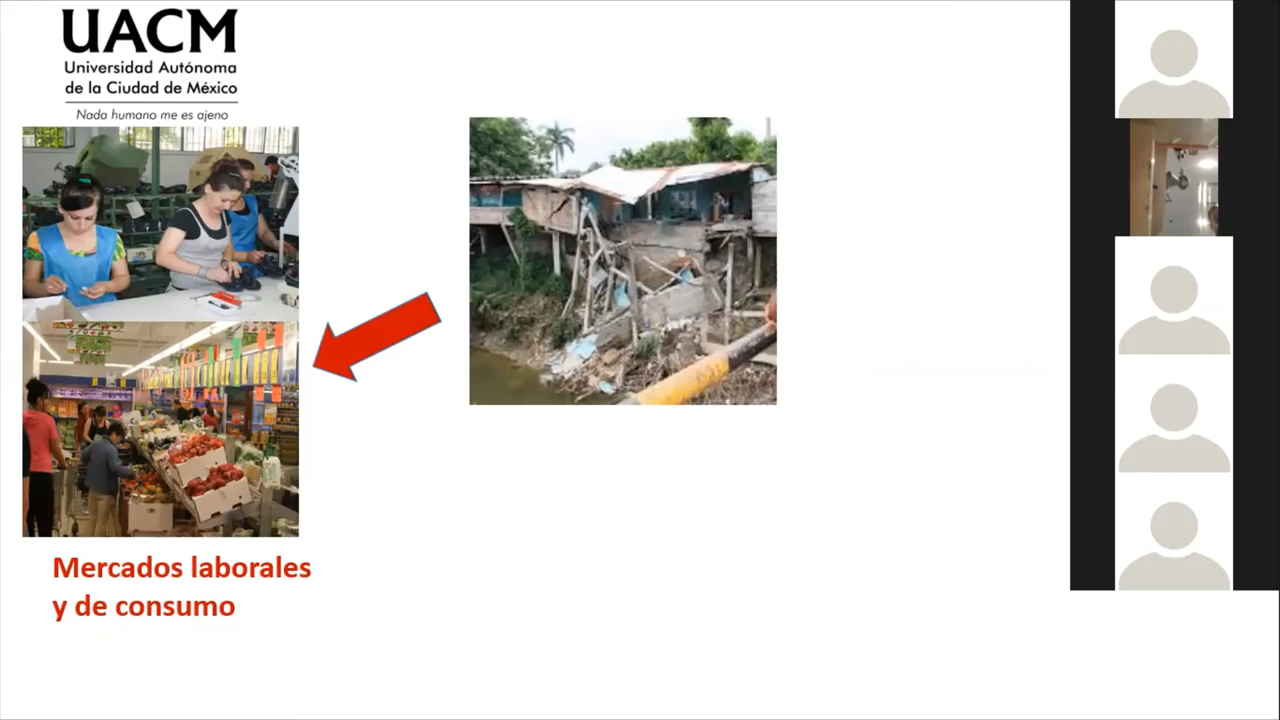 UACM
Universidad Autónoma
de la Ciudad de México
Nada humano me es ajeno
Mercados laborales
y de consumo